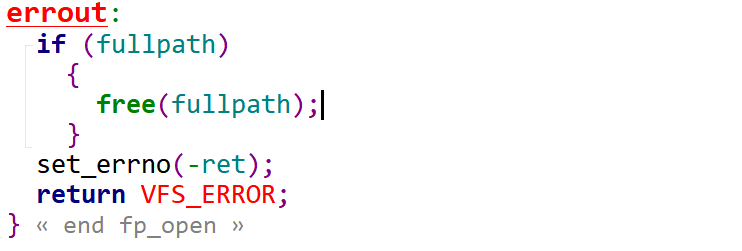 errout:
if (fullpath)
{
free(fullpath);
}
set_errno(-ret);
return VFS_ERROR;
} « end fp_open »